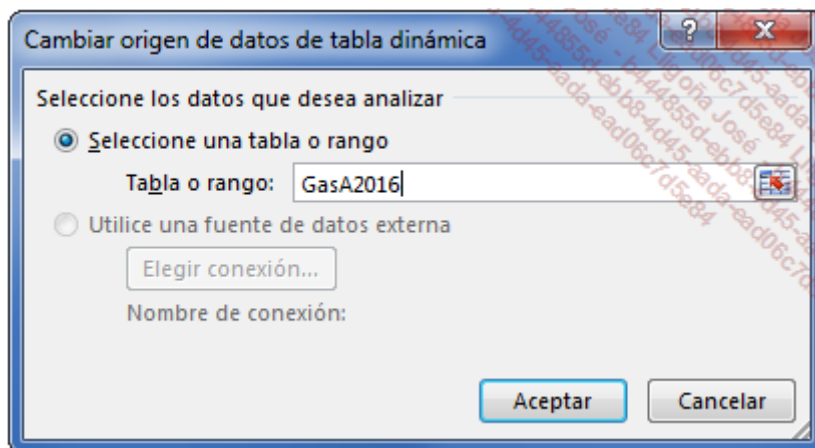 Cambiar origen de datos de tabla dinámica
?
Seleccione los datos que desea analizar
Seleccione una tabla o rango
Tabla o rango: GasA2016
Utilice una fuente de datos externa
Elegir conexión...
Nombre de conexión:
Aceptar Cancelar